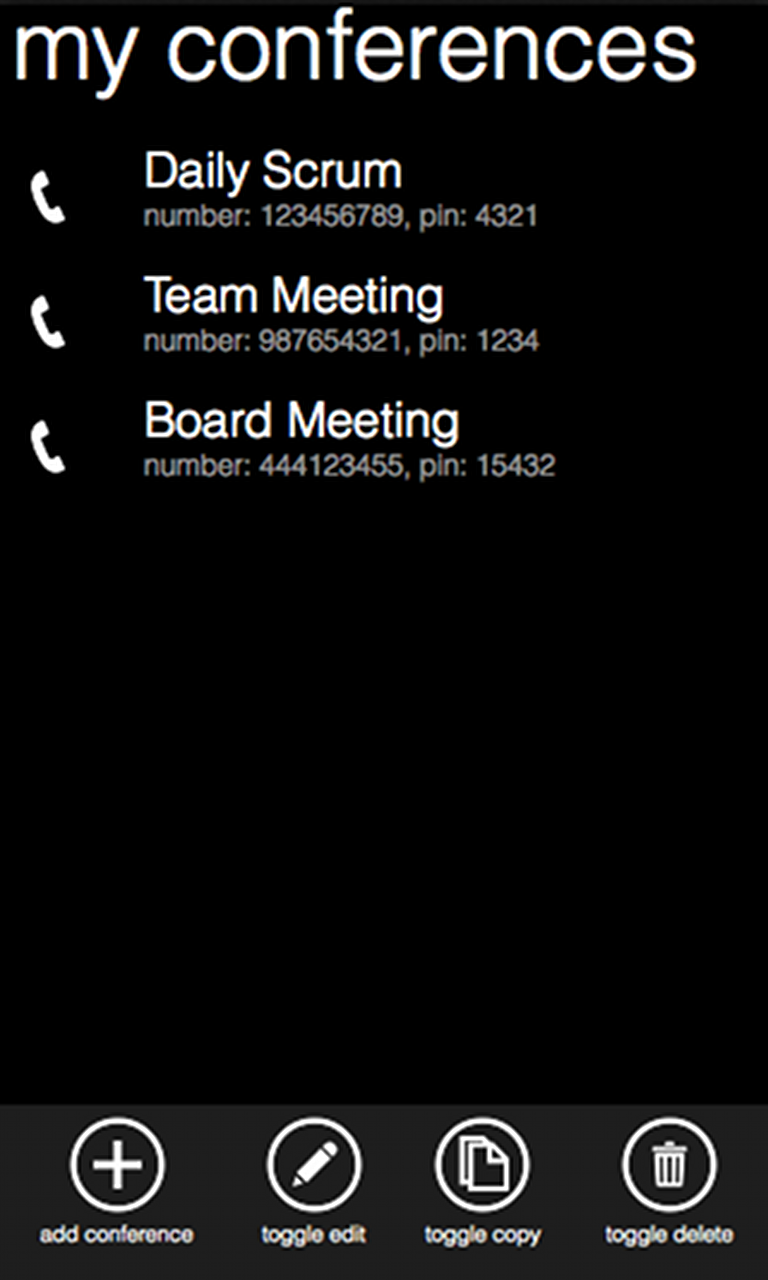 my conferences
Daily Scrum
number: 123456789, pin: 4321
Team Meeting
number: 987654321, pin: 1234
Board Meeting
number: 444123455, pin: 15432
add conference toggle edit toggle copy toggle delete